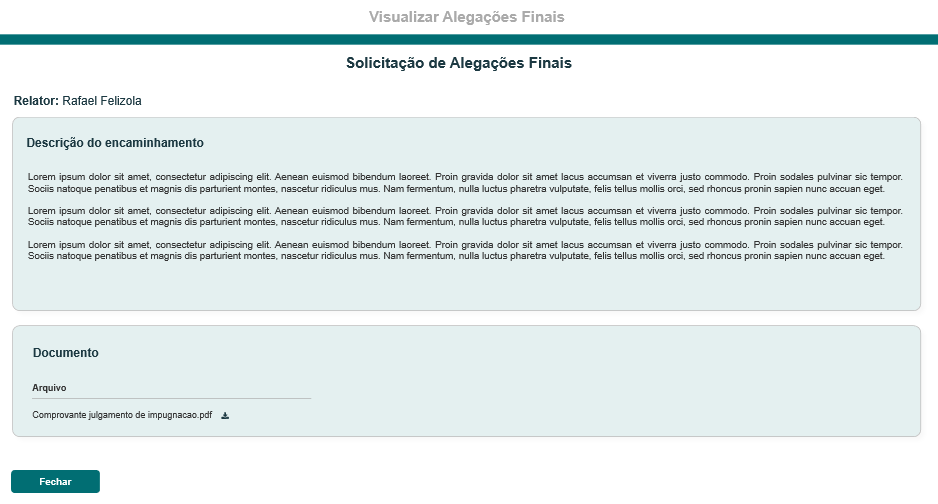 Visualizar Alegações Finais
Solicitação de Alegações Finais
Relator: Rafael Felizola
Descrição do encaminhamento
Lorem ipsum dolor sit amet, consectetur adipiscing elit. Aenean euismod bibendum laoreet. Proin gravida dolor sit amet lacus accumsan et viverra justo commodo. Proin sodales pulvinar sic tempor.
Sociis natoque penatibus et magnis dis parturient montes, nascetur ridiculus mus. Nam fermentum, nulla luctus pharetra vulputate, felis tellus mollis orci, sed rhoncus pronin sapien nunc accuan eget.
Lorem ipsum dolor sit amet, consectetur adipiscing elit. Aenean euismod bibendum laoreet. Proin gravida dolor sit amet lacus accumsan et viverra justo commodo. Proin sodales pulvinar sic tempor.
Sociis natoque penatibus et magnis dis parturient montes, nascetur ridiculus mus. Nam fermentum, nulla luctus pharetra vulputate, felis tellus mollis orci, sed rhoncus pronin sapien nunc accuan eget.
Lorem ipsum dolor sit amet, consectetur adipiscing elit. Aenean euismod bibendum laoreet. Proin gravida dolor sit amet lacus accumsan et viverra justo commodo. Proin sodales pulvinar sic tempor.
Sociis natoque penatibus et magnis dis parturient montes, nascetur ridiculus mus. Nam fermentum, nulla luctus pharetra vulputate, felis tellus mollis orci, sed rhoncus pronin sapien nunc accuan eget.
Documento
Arquivo
Comprovante julgamento de impugnacao.pdf
Fechar